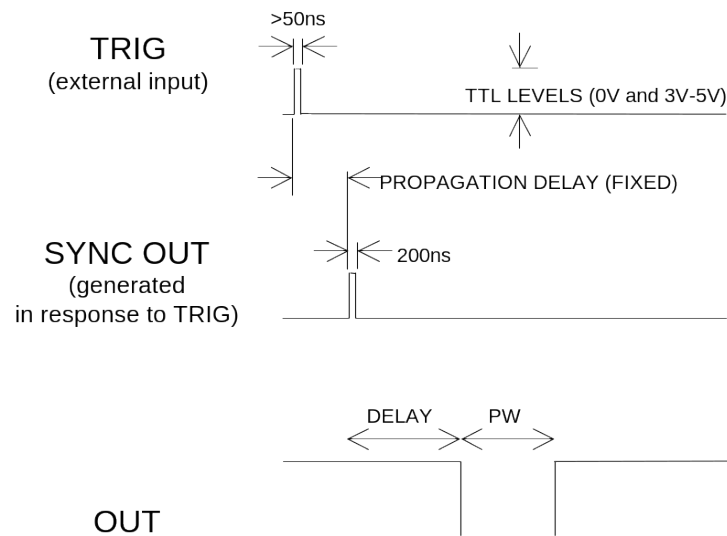 >50ns
TRIG
(external input)
TTL LEVELS (0V and 3V-5V)
PROPAGATION DELAY (FIXED)
SYNC OUT
200ns
(generated
in response to TRIG)
DELAY
PW
OUT